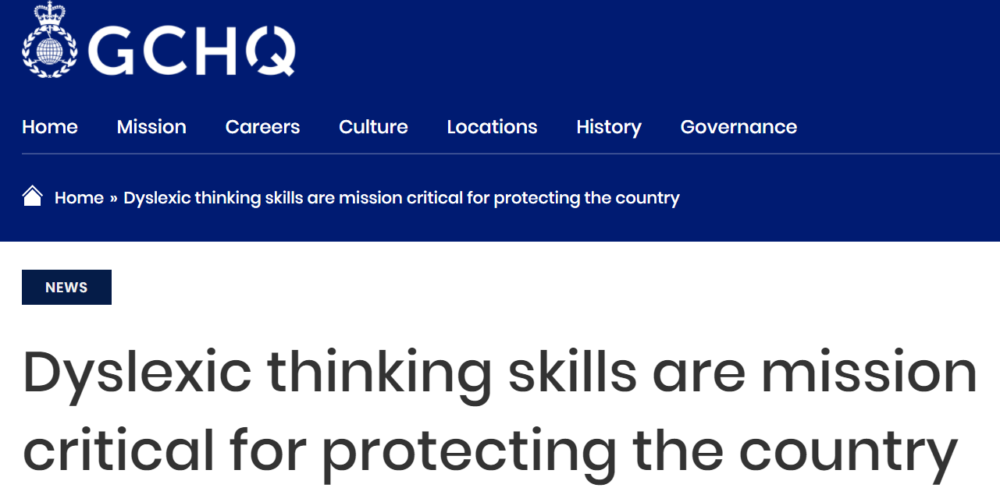 GCHQ
Home Mission Careers Culture Locations History Governance
Home » Dyslexic thinking skills are mission critical for protecting the country
NEWS
Dyslexic thinking skills are mission
critical for protecting the country